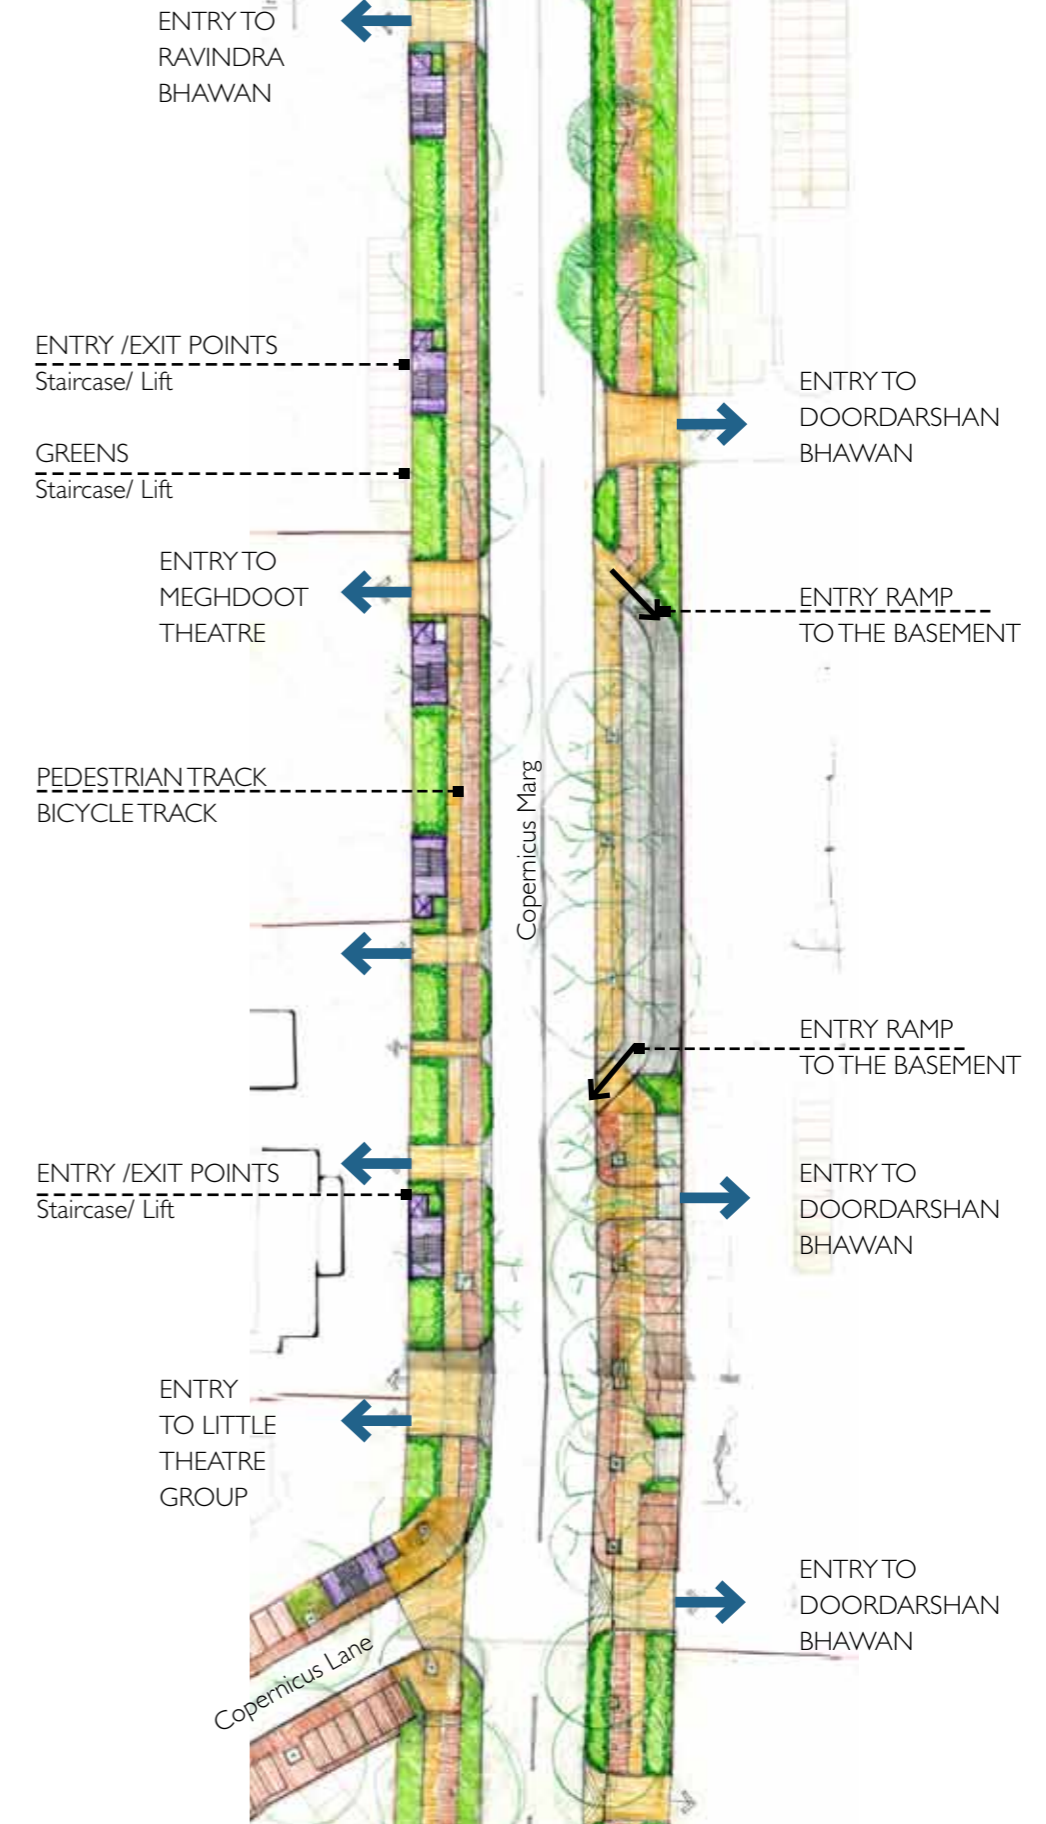 ENTRY TO
RAVINDRA
BHAWAN
ENTRY /EXIT POINTS
Staircase/ Lift
ENTRY TO
DOORDARSHAN
BHAWAN
GREENS
Staircase/ Lift
ENTRY TO
MEGHDOOT
THEATRE
ENTRY RAMP
TO THE BASEMENT
PEDESTRIAN TRACK
BICYCLE TRACK
Copernicus Marg
ENTRY RAMP
TO THE BASEMENT
ENTRY /EXIT POINTS
Staircase/ Lift
ENTRY TO
DOORDARSHAN
BHAWAN
ENTRY
TO LITTLE
THEATRE
GROUP
ENTRY TO
DOORDARSHAN
BHAWAN
Copernicus Lane